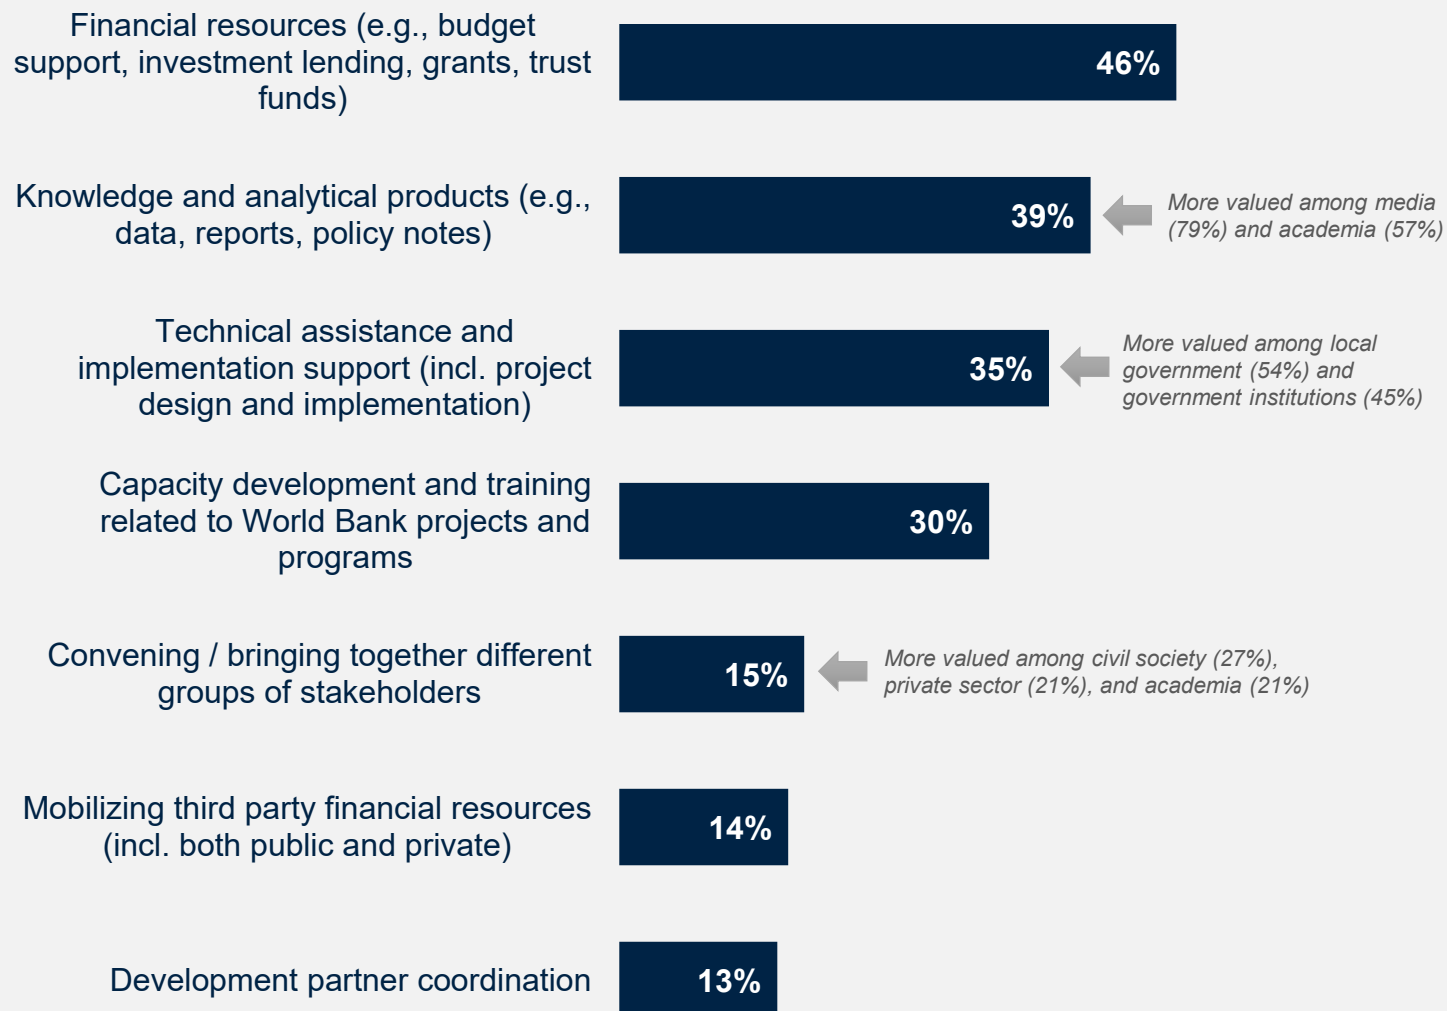 Financial resources (e.g., budget
support, investment lending, grants, trust
funds)
46%
Knowledge and analytical products (e.g.,
data, reports, policy notes)
39%
More valued among media
(79%) and academia (57%)
Technical assistance and
implementation support (incl. project
design and implementation)
35%
More valued among local
government (54%) and
government institutions (45%)
Capacity development and training
related to World Bank projects and
programs
30%
Convening / bringing together different
groups of stakeholders
15%
More valued among civil society (27%),
private sector (21%), and academia (21%)
Mobilizing third party financial resources
(incl. both public and private)
14%
Development partner coordination
13%